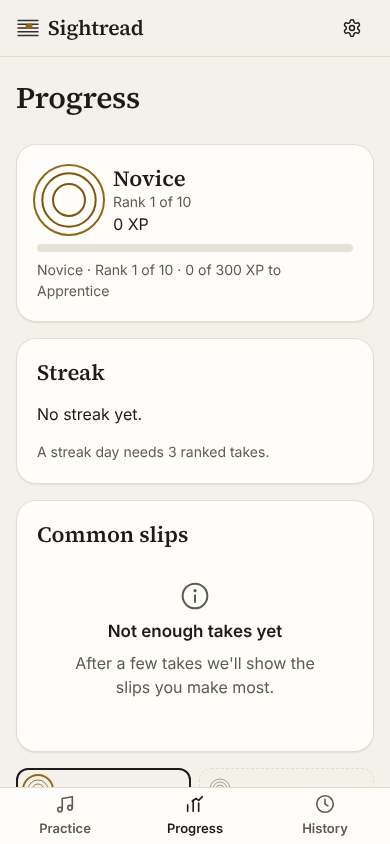 Sightread
Progress
Novice
Rank 1 of 10
0 XP
Novice · Rank 1 of 10 · 0 of 300 XP to
Apprentice
Streak
No streak yet.
A streak day needs 3 ranked takes.
Common slips
Not enough takes yet
After a few takes we'll show the
slips you make most.
Practice
Progress
History